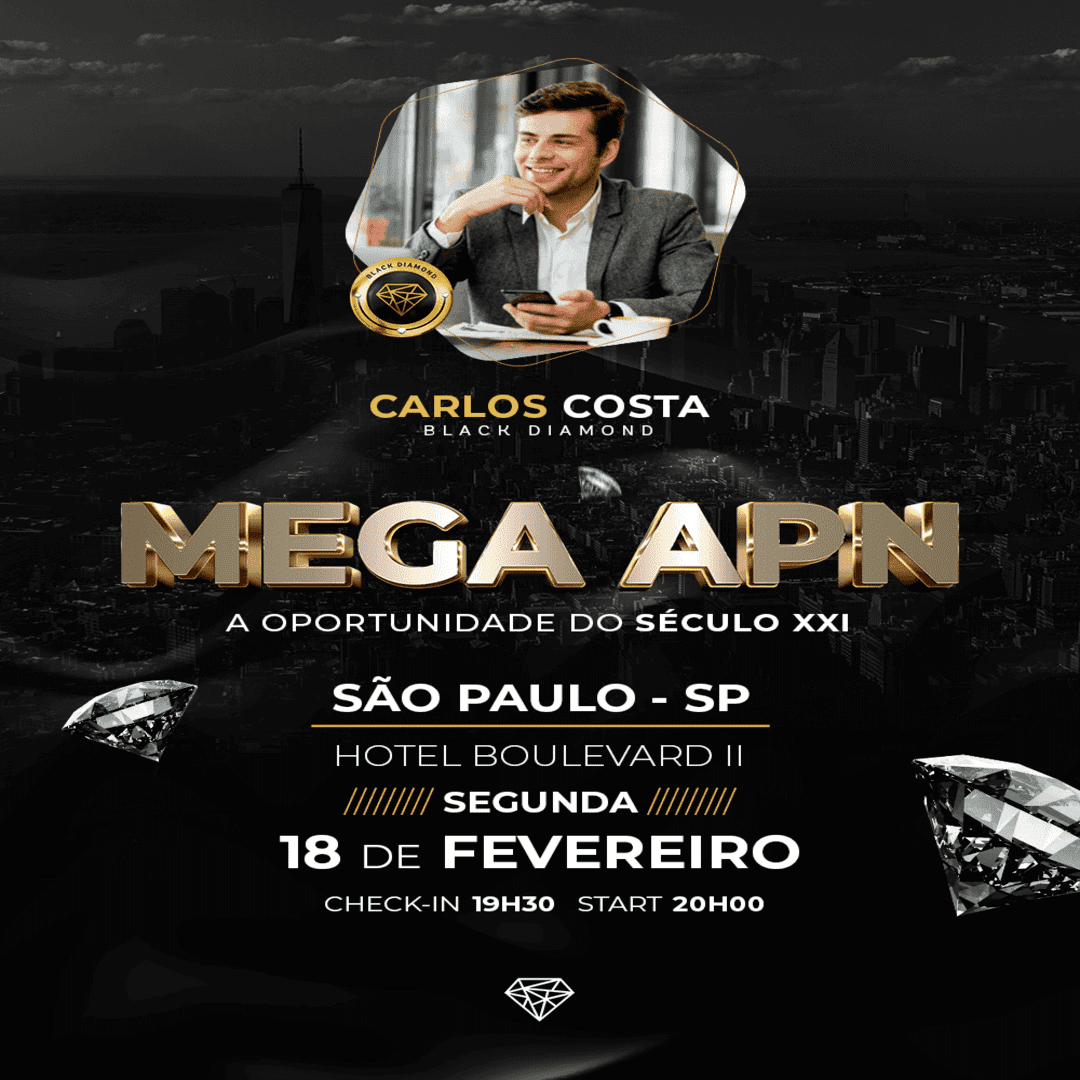 BLACK DIAMOND
CARLOS COSTA
BLACK DIAMOND
MEGA APN
A OPORTUNIDADE DO SÉCULO XXI
SÃO PAULO - SP
HOTEL BOULEVARD II
////////// SEGUNDA //////////
18 DE FEVEREIRO
CHECK-IN 19H30 START 20H00